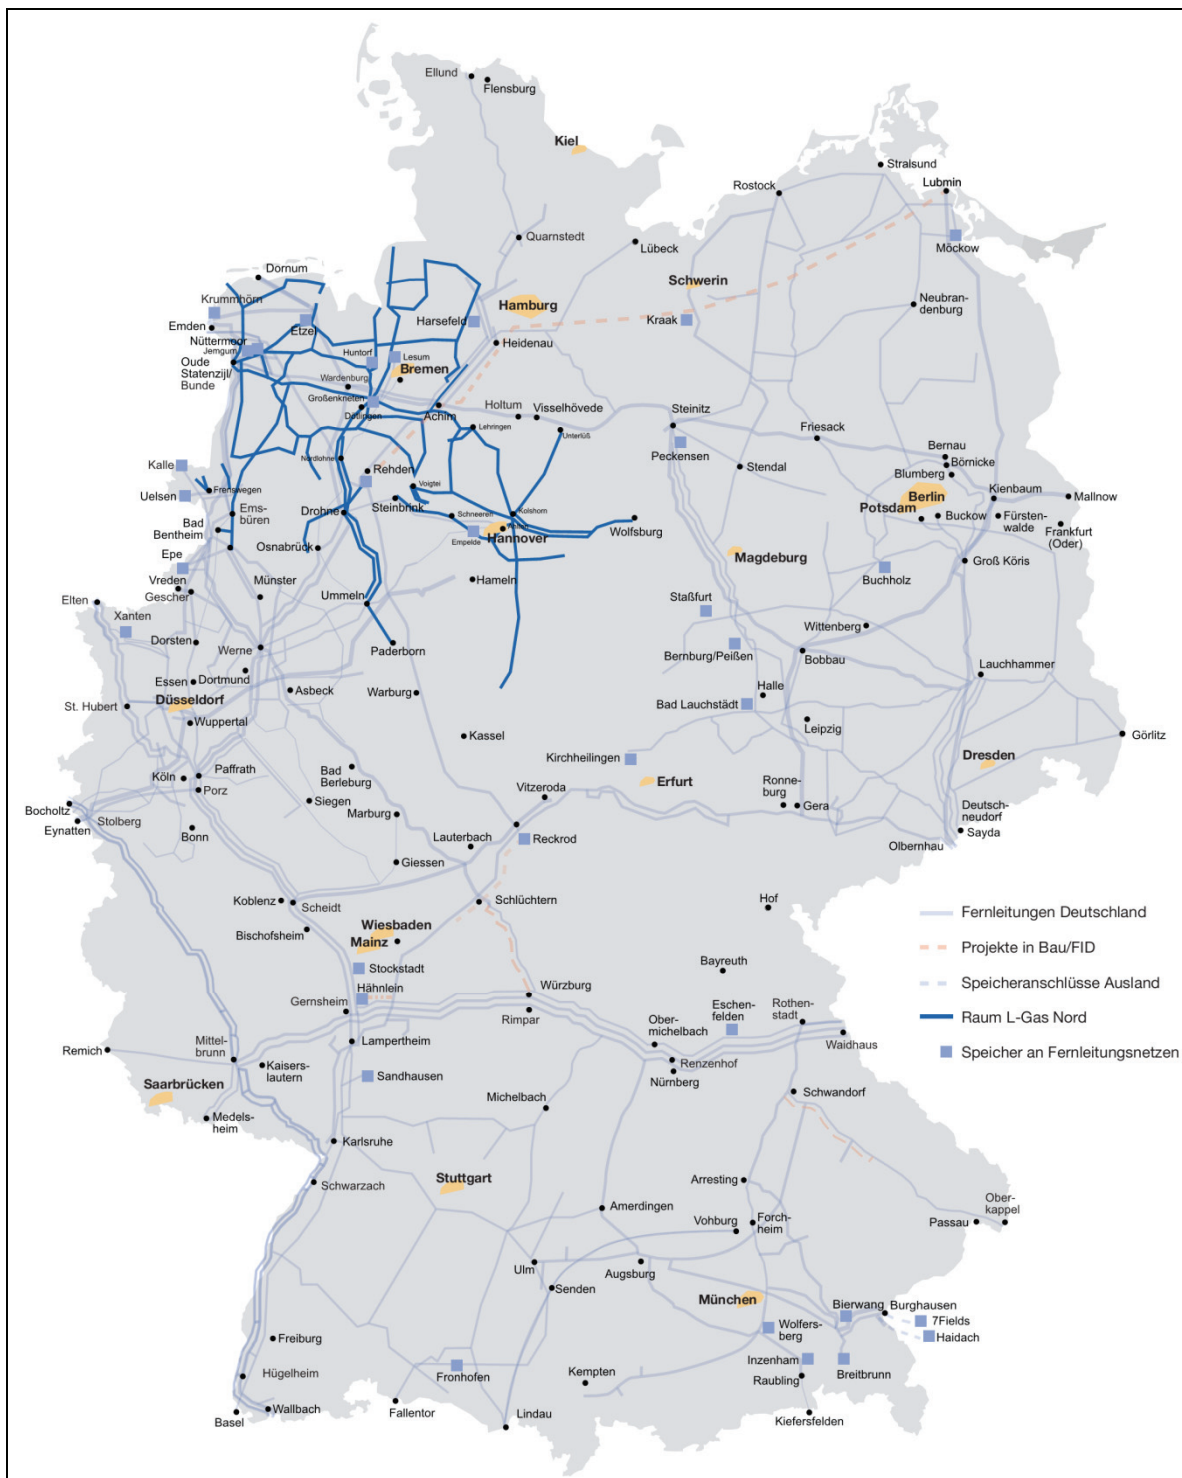 Ellund
Flensburg
Kiel
Stralsund
Rostock
Lubmin
Quarnstedt
Lübeck
Möckow
Dornum
Schwerin
Krummhörn
Hamburg
Neubran-
denburg
Emden
Etzel
Harsefeld
Kraak
Nüttermoor
Jemgum
Heidenau
Oude
Statenzijl/
Bunde
Huntorf
Lesum
Bremen
Wardenburg
Großenkneten
Dötlingen
Achim
Holtum
Visselhövede
Steinitz
Lehringen
Unterlüß
Friesack
Peckensen
Bernau
Börnicke
Blumberg
Kalle
Nordlohne
Rehden
Stendal
Voigtei
Berlin
Kienbaum
Mallnow
Uelsen
Frenswegen
Steinbrink
Potsdam
Buckow
Fürsten-
walde
Ems-
büren
Drohne
Schneeren
Kolshorn
Wolfsburg
Frankfurt
(Oder)
Bad
Bentheim
Empelde
Hannover
Osnabrück
Magdeburg
Epe
Groß Köris
Buchholz
Vreden
Münster
Hameln
Gescher
Ummeln
Elten
Staßfurt
Xanten
Wittenberg
Dorsten
Werne
Paderborn
Bernburg/Peißen
Bobbau
Lauchhammer
Essen
Dortmund
Asbeck
Warburg
Halle
Düsseldorf
Bad Lauchstädt
St. Hubert
Wuppertal
Leipzig
Görlitz
Kassel
Kirchheilingen
Dresden
Köln
Paffrath
Bad
Berleburg
Erfurt
Ronne-
burg
Porz
Vitzeroda
Gera
Bocholtz
Siegen
Deutsch-
neudorf
Eynatten
Stolberg
Marburg
Sayda
Bonn
Lauterbach
Reckrod
Olbernhau
Giessen
Koblenz
Scheidt
Schlüchtern
Hof
Wiesbaden
Bischofsheim
Mainz
Stockstadt
Bayreuth
Hähnlein
Würzburg
Gernsheim
Eschen-
felden
Rothen-
stadt
Rimpar
Ober-
michelbach
Waidhaus
Mittel-
brunn
Lampertheim
Remich
Kaisers-
lautern
Renzenhof
Nürnberg
Sandhausen
Saarbrücken
Michelbach
Schwandorf
Medels-
heim
Karlsruhe
Stuttgart
Arresting
Schwarzach
Ober-
kappel
Amerdingen
Vohburg
Forch-
heim
Passau
Ulm
Augsburg
Senden
München
Bierwang
Burghausen
7Fields
Wolfers-
berg
Haidach
Freiburg
Inzenham
Breitbrunn
Hügelheim
Fronhofen
Kempten
Raubling
Basel
Wallbach
Fallentor
Lindau
Kiefersfelden
Fernleitungen Deutschland
Projekte in Bau/FID
Speicheranschlüsse Ausland
Raum L-Gas Nord
Speicher an Fernleitungsnetzen